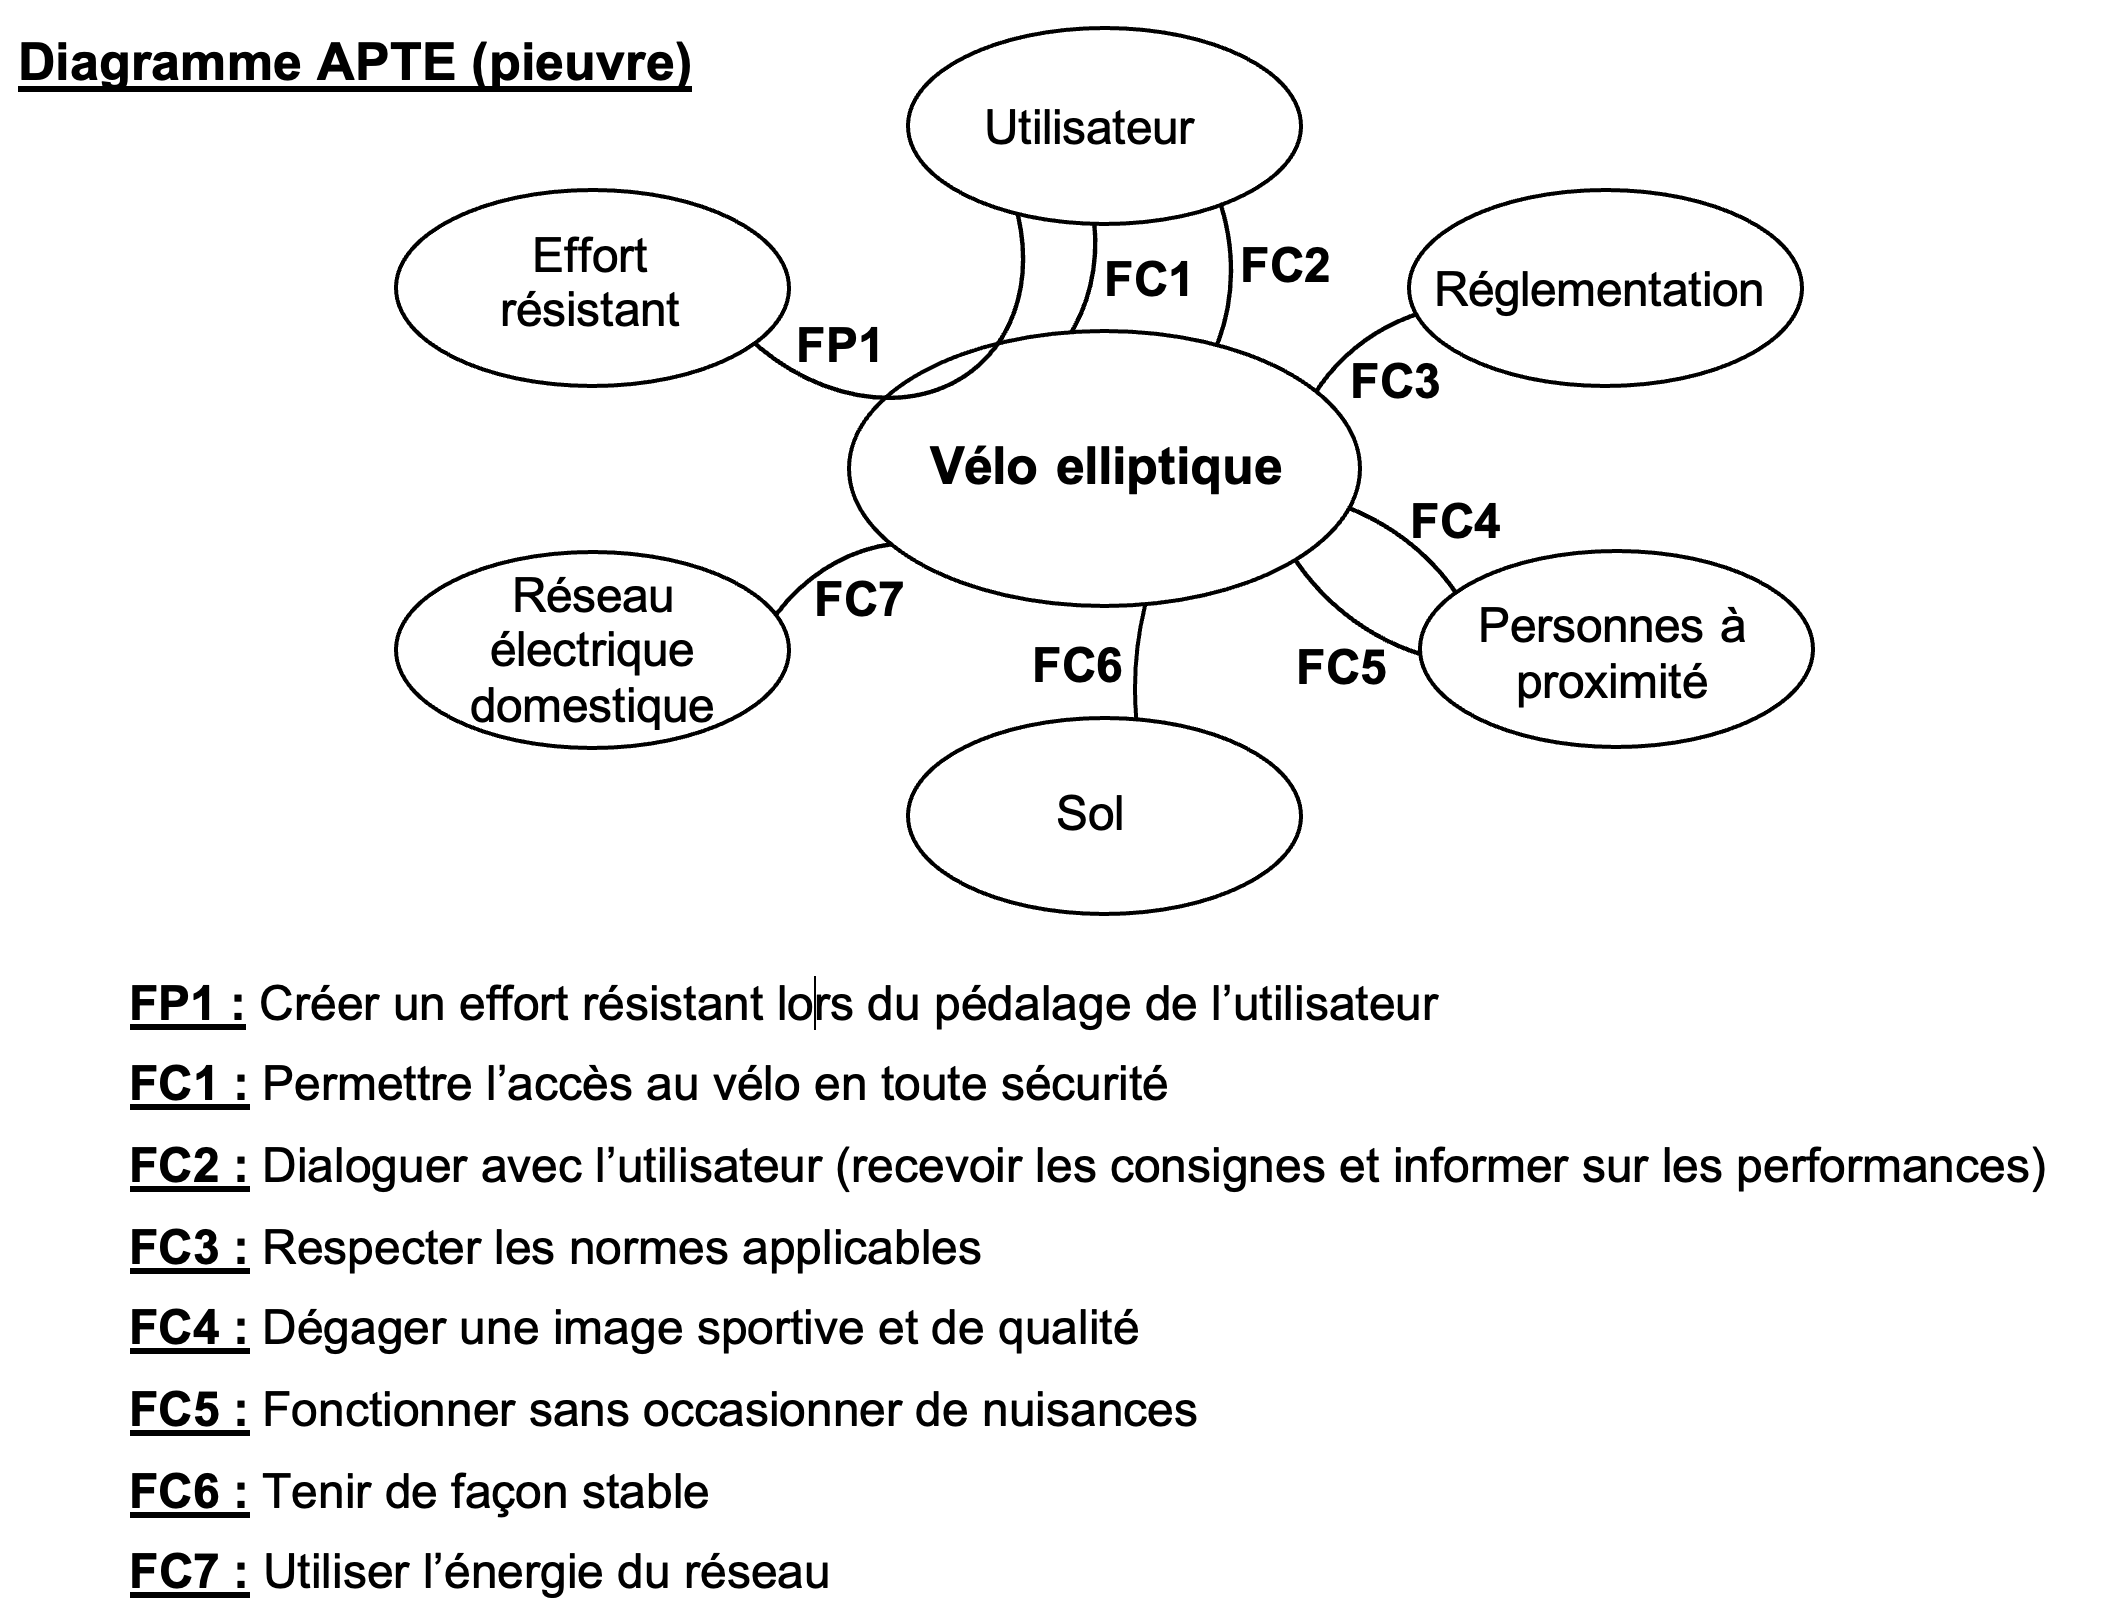 Diagramme APTE (pieuvre)
Utilisateur
Effort
résistant
FP1
FC1
FC2
Réglementation
FC3
Vélo elliptique
FC4
Réseau
électrique
domestique
FC7
FC6
FC5
Personnes à
proximité
Sol
FP1 : Créer un effort résistant lors du pédalage de l’utilisateur
FC1 : Permettre l’accès au vélo en toute sécurité
FC2 : Dialoguer avec l’utilisateur (recevoir les consignes et informer sur les performances)
FC3 : Respecter les normes applicables
FC4 : Dégager une image sportive et de qualité
FC5 : Fonctionner sans occasionner de nuisances
FC6 : Tenir de façon stable
FC7 : Utiliser l’énergie du réseau